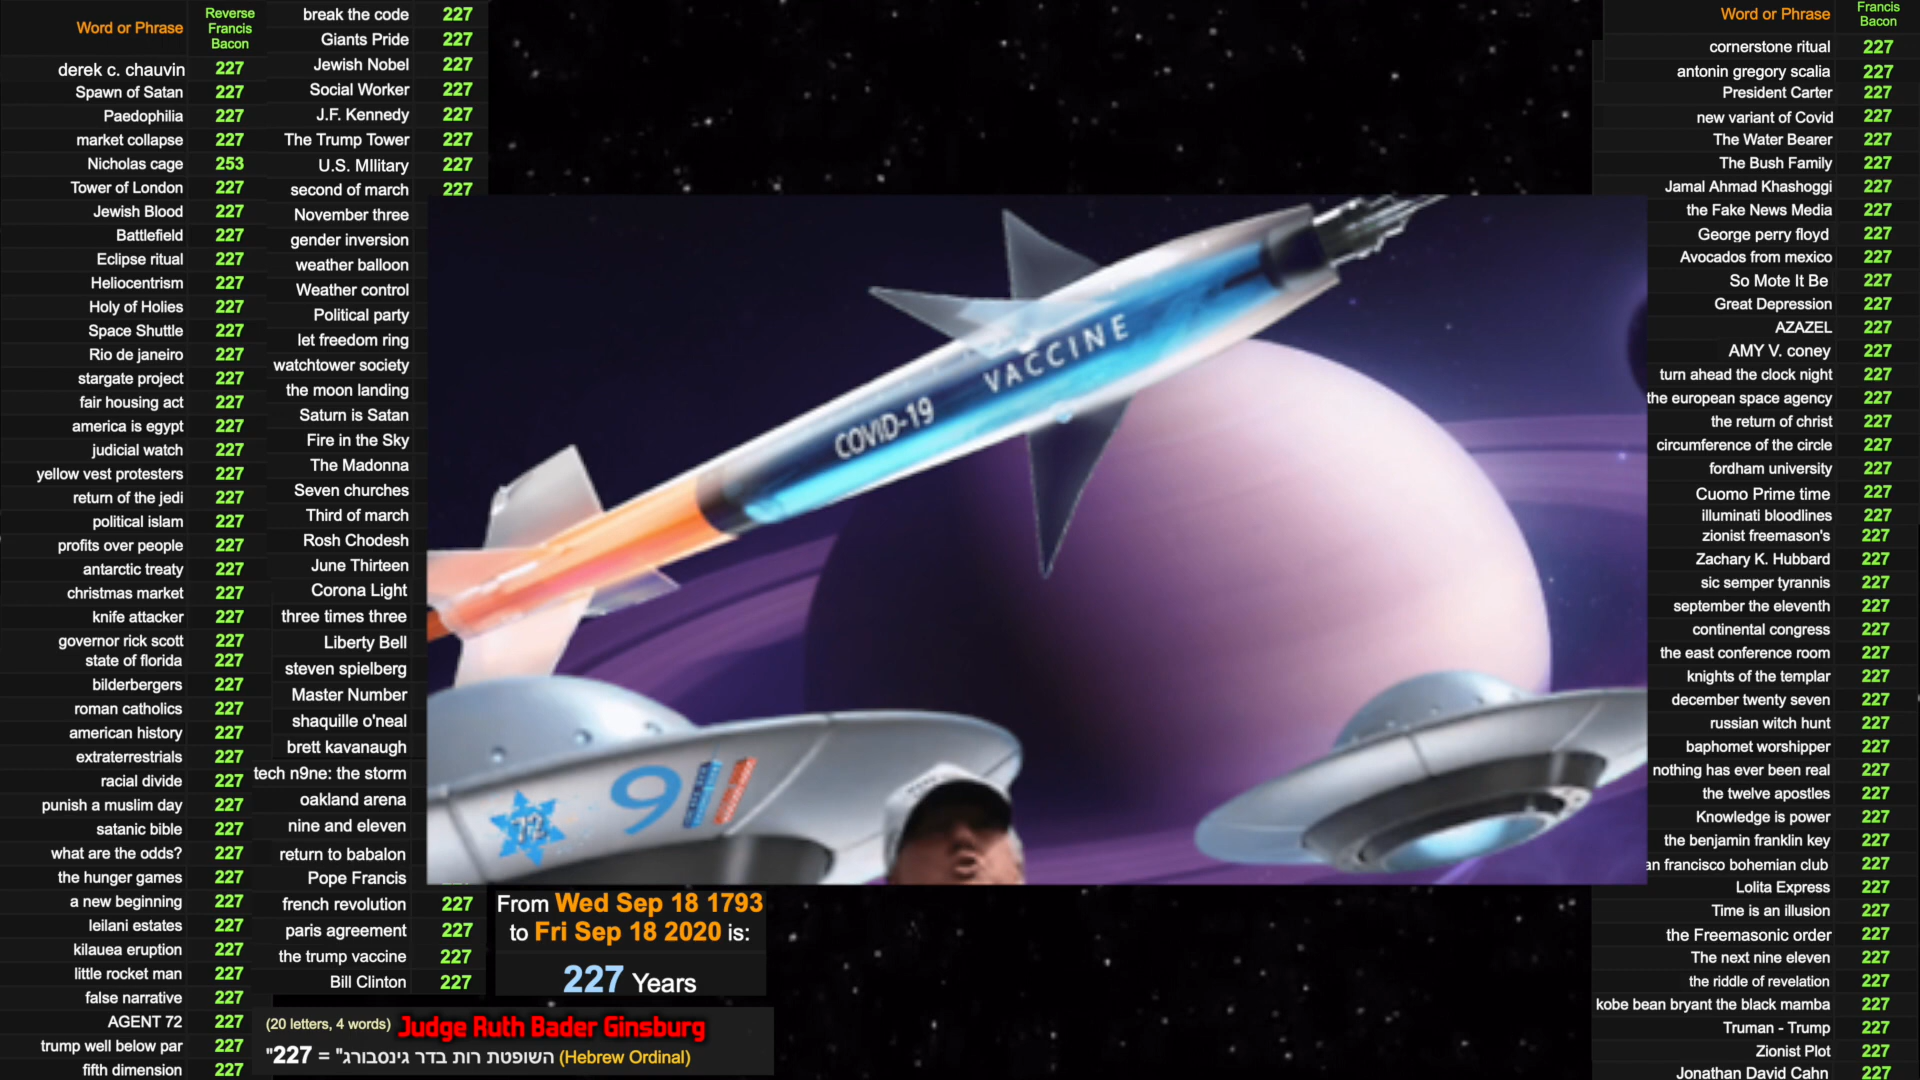 Word or Phrase Reverse Francis Bacon
derek c. chauvin 227
Spawn of Satan 227
Paedophilia 227
market collapse 227
Nicholas cage 253
Tower of London 227
Jewish Blood 227
Battlefield 227
Eclipse ritual 227
Heliocentrism 227
Holy of Holies 227
Space Shuttle 227
Rio de janeiro 227
stargate project 227
fair housing act 227
america is egypt 227
judicial watch 227
yellow vest protesters 227
return of the jedi 227
political islam 227
profits over people 227
antarctic treaty 227
christmas market 227
knife attacker 227
governor rick scott 227
state of florida 227
bilderbergers 227
roman catholics 227
american history 227
extraterrestrials 227
racial divide 227
punish a muslim day 227
satanic bible 227
what are the odds? 227
the hunger games 227
a new beginning 227
leilani estates 227
kilauea eruption 227
little rocket man 227
false narrative 227
AGENT 72 227
trump well below par 227
fifth dimension 227
break the code 227
Giants Pride 227
Jewish Nobel 227
Social Worker 227
J.F. Kennedy 227
The Trump Tower 227
U.S. MIlitary 227
second of march 227
November three
gender inversion
weather balloon
Weather control
Political party
let freedom ring
watchtower society
the moon landing
Saturn is Satan
Fire in the Sky
The Madonna
Seven churches
Third of march
Rosh Chodesh
June Thirteen
Corona Light
three times three
Liberty Bell
steven spielberg
Master Number
shaquille o'neal
brett kavanaugh
tech n9ne: the storm
oakland arena
nine and eleven
return to babalon
Pope Francis
french revolution 227
paris agreement 227
the trump vaccine 227
Bill Clinton 227
COVID-19 VACCINE
72 9
From Wed Sep 18 1793
to Fri Sep 18 2020 is:
227 Years
(20 letters, 4 words) Judge Ruth Bader Ginsburg
"השופטת רות בדר גינסבורג" = "227" (Hebrew Ordinal)
Word or Phrase Francis Bacon
cornerstone ritual 227
antonin gregory scalia 227
President Carter 227
new variant of Covid 227
The Water Bearer 227
The Bush Family 227
Jamal Ahmad Khashoggi 227
the Fake News Media 227
George perry floyd 227
Avocados from mexico 227
So Mote It Be 227
Great Depression 227
AZAZEL 227
AMY V. coney 227
turn ahead the clock night 227
the european space agency 227
the return of christ 227
circumference of the circle 227
fordham university 227
Cuomo Prime time 227
illuminati bloodlines 227
zionist freemason's 227
Zachary K. Hubbard 227
sic semper tyrannis 227
september the eleventh 227
continental congress 227
the east conference room 227
knights of the templar 227
december twenty seven 227
russian witch hunt 227
baphomet worshipper 227
nothing has ever been real 227
the twelve apostles 227
Knowledge is power 227
the benjamin franklin key 227
an francisco bohemian club 227
Lolita Express 227
Time is an illusion 227
the Freemasonic order 227
The next nine eleven 227
the riddle of revelation 227
kobe bean bryant the black mamba 227
Truman - Trump 227
Zionist Plot 227
Jonathan David Cahn 227